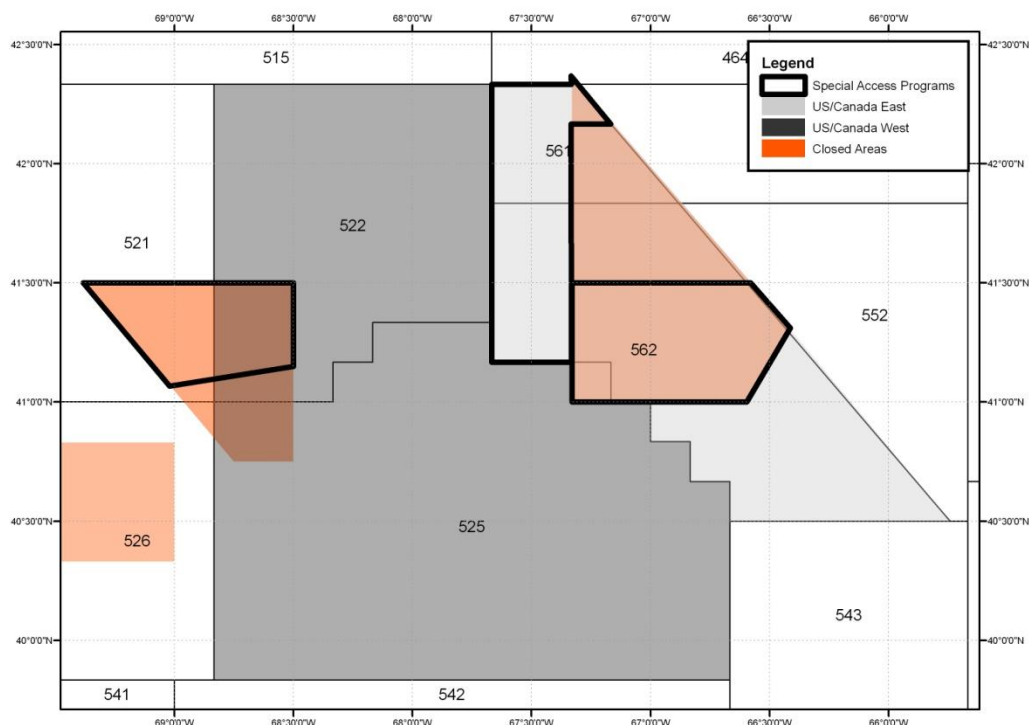 69°0'0"W 68°30'0"W 68°0'0"W 67°30'0"W 67°0'0"W 66°30'0"W 66°0'0"W
42°30'0"N 42°30'0"N
515 464
Legend
Special Access Programs
US/Canada East
US/Canada West
Closed Areas
42°0'0"N 42°0'0"N
561
522
521
41°30'0"N 41°30'0"N
552
562
41°0'0"N 41°0'0"N
40°30'0"N 40°30'0"N
525
526
543
40°0'0"N 40°0'0"N
541 542
69°0'0"W 68°30'0"W 68°0'0"W 67°30'0"W 67°0'0"W 66°30'0"W 66°0'0"W